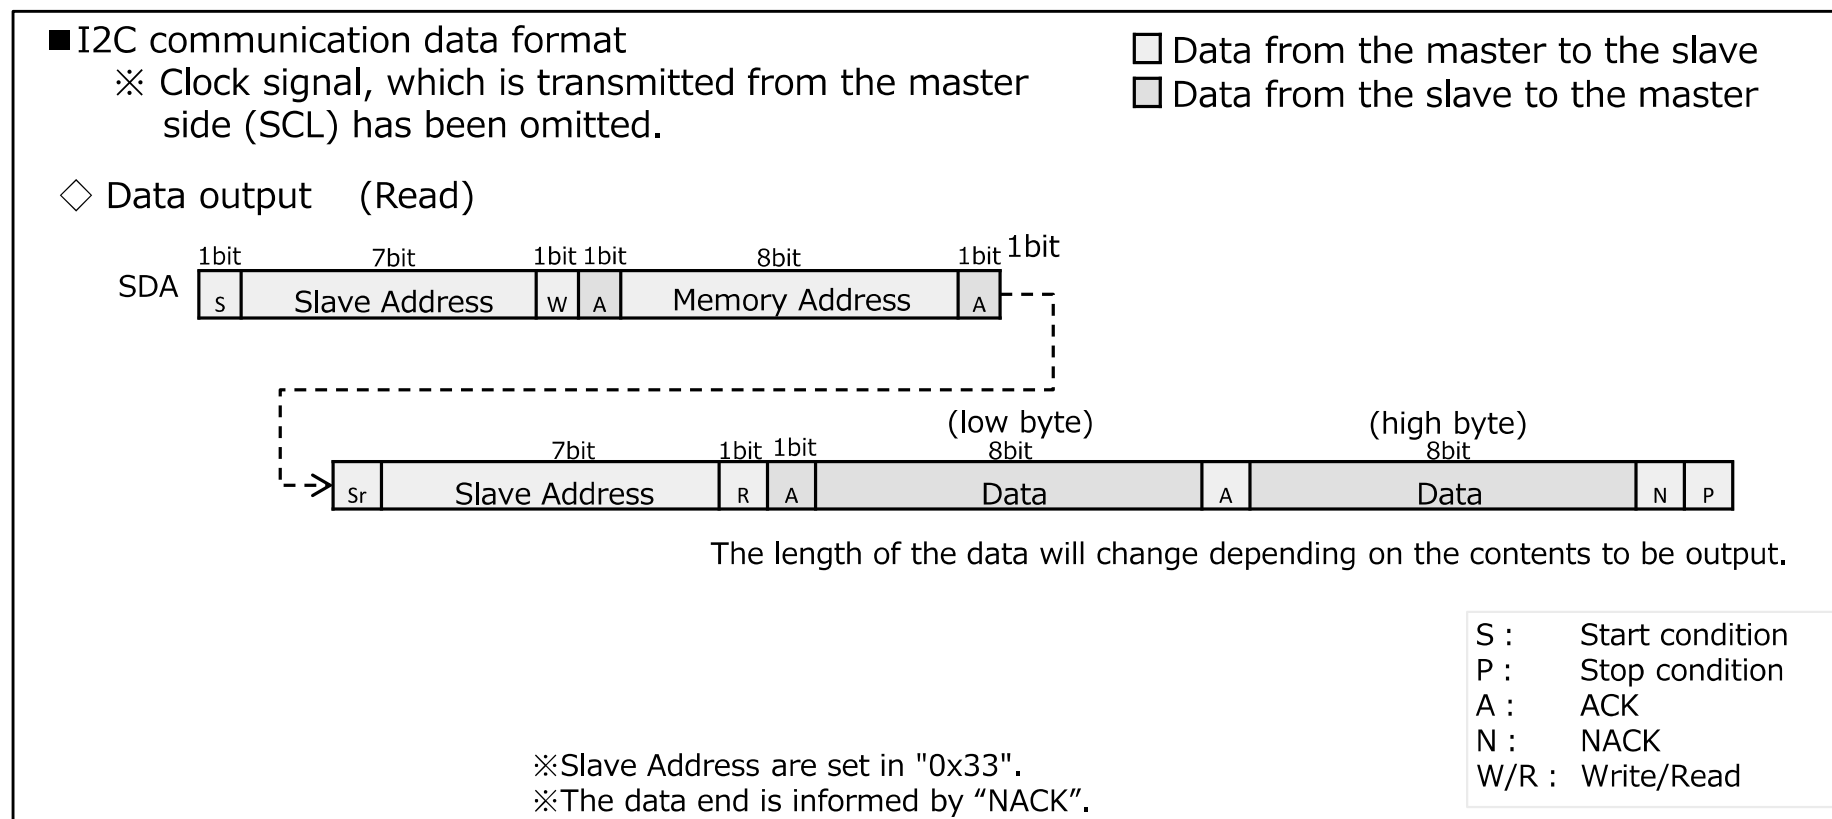 ■I2C communication data format
※ Clock signal, which is transmitted from the master
side (SCL) has been omitted.
Data from the master to the slave
Data from the slave to the master
◇ Data output (Read)
1bit 7bit 1bit 1bit 8bit 1bit 1bit
SDA S Slave Address W A Memory Address A
(low byte) (high byte)
7bit 1bit 1bit 8bit 8bit
Sr Slave Address R A Data A Data N P
The length of the data will change depending on the contents to be output.
S : Start condition
P : Stop condition
A : ACK
N : NACK
W/R : Write/Read
※Slave Address are set in "0x33".
※The data end is informed by “NACK”.